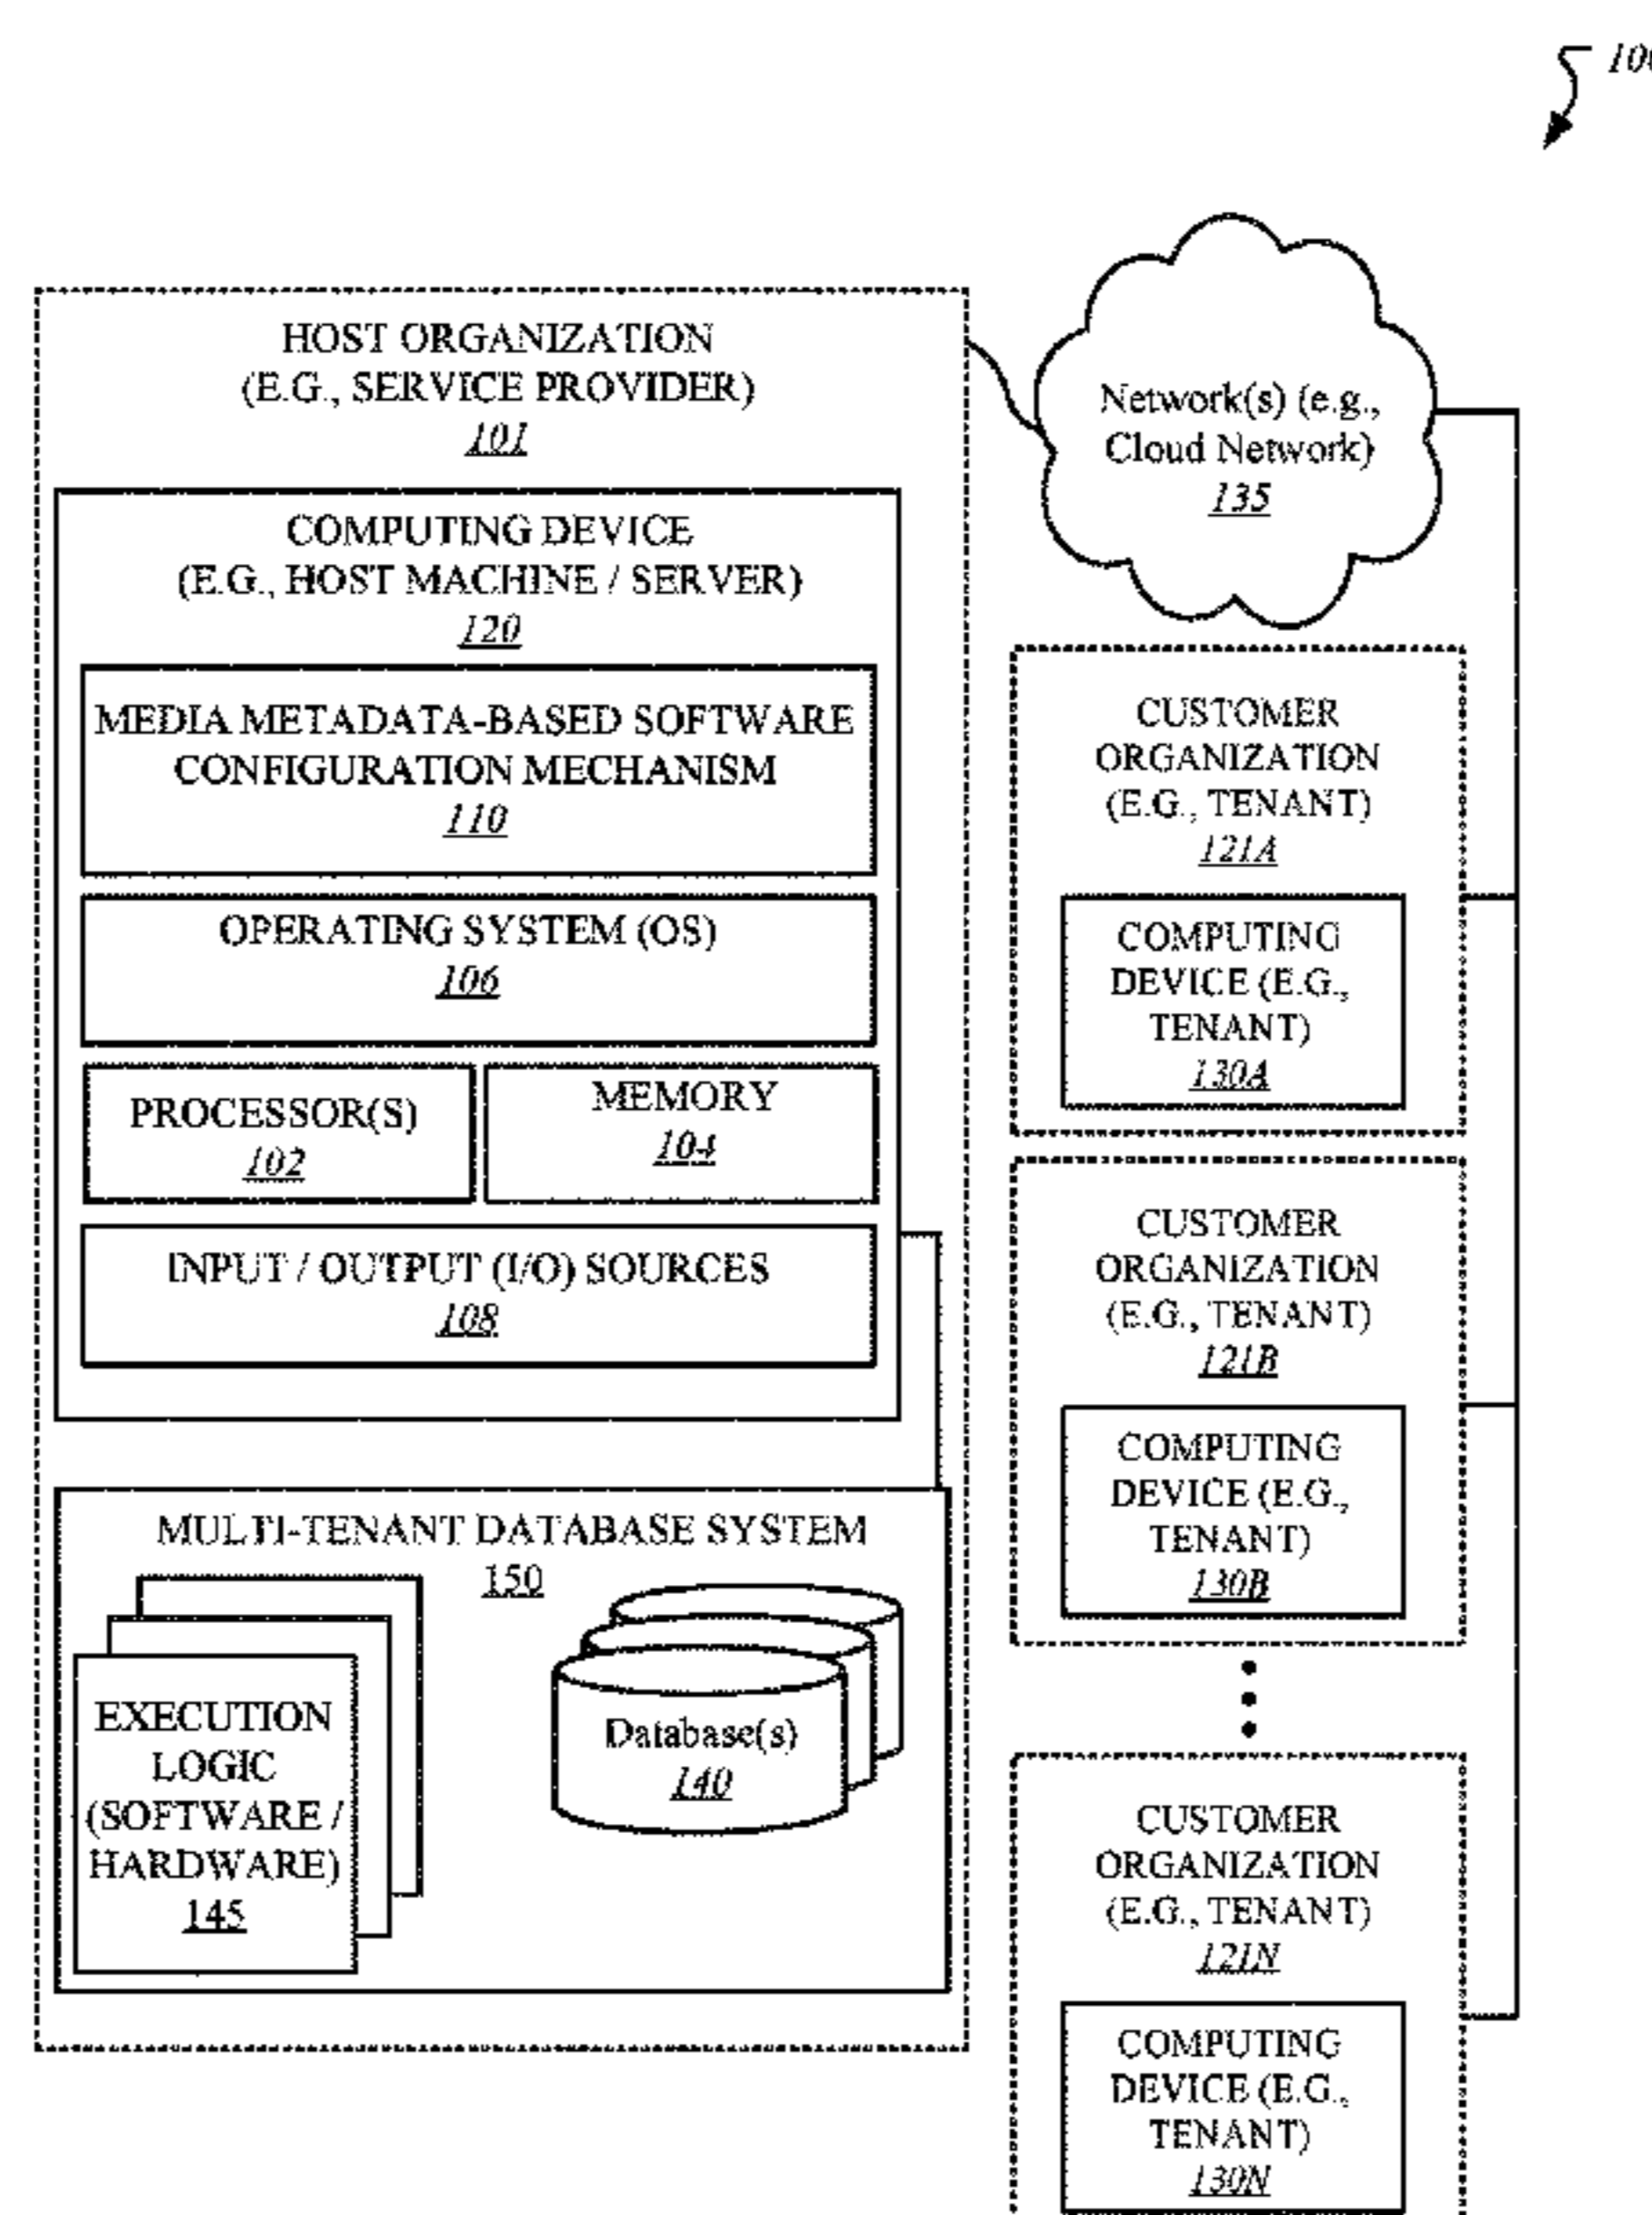 100
HOST ORGANIZATION
(E.G., SERVICE PROVIDER)
101
COMPUTING DEVICE
(E.G., HOST MACHINE / SERVER)
120
MEDIA METADATA-BASED SOFTWARE
CONFIGURATION MECHANISM
110
OPERATING SYSTEM (OS)
106
PROCESSOR(S)
102
MEMORY
104
INPUT / OUTPUT (I/O) SOURCES
108
MULTI-TENANT DATABASE SYSTEM
150
EXECUTION
LOGIC
(SOFTWARE /
HARDWARE)
145
Database(s)
140
Network(s) (e.g.,
Cloud Network)
135
CUSTOMER
ORGANIZATION
(E.G., TENANT)
121A
COMPUTING
DEVICE (E.G.,
TENANT)
130A
CUSTOMER
ORGANIZATION
(E.G., TENANT)
121B
COMPUTING
DEVICE (E.G.,
TENANT)
130B
CUSTOMER
ORGANIZATION
(E.G., TENANT)
121N
COMPUTING
DEVICE (E.G.,
TENANT)
130N